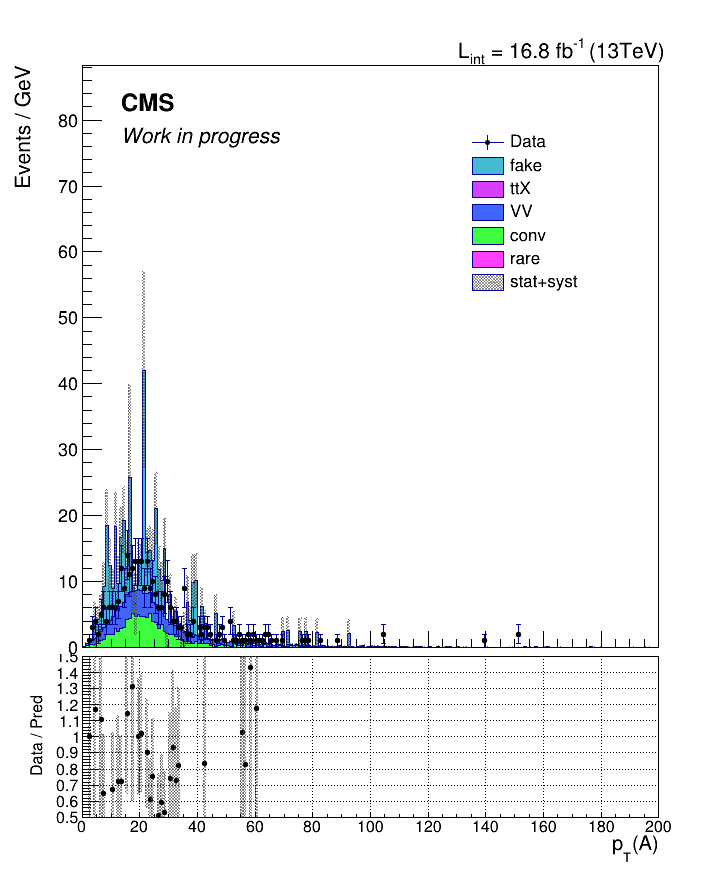 L_int = 16.8 fb^-1 (13TeV)
Events / GeV
CMS
Work in progress
Data
fake
ttX
VV
conv
rare
stat+syst
80
70
60
50
40
30
20
10
0
Data / Pred
1.5
1.4
1.3
1.2
1.1
1
0.9
0.8
0.7
0.6
0.5
0 20 40 60 80 100 120 140 160 180 200
p_T(A)